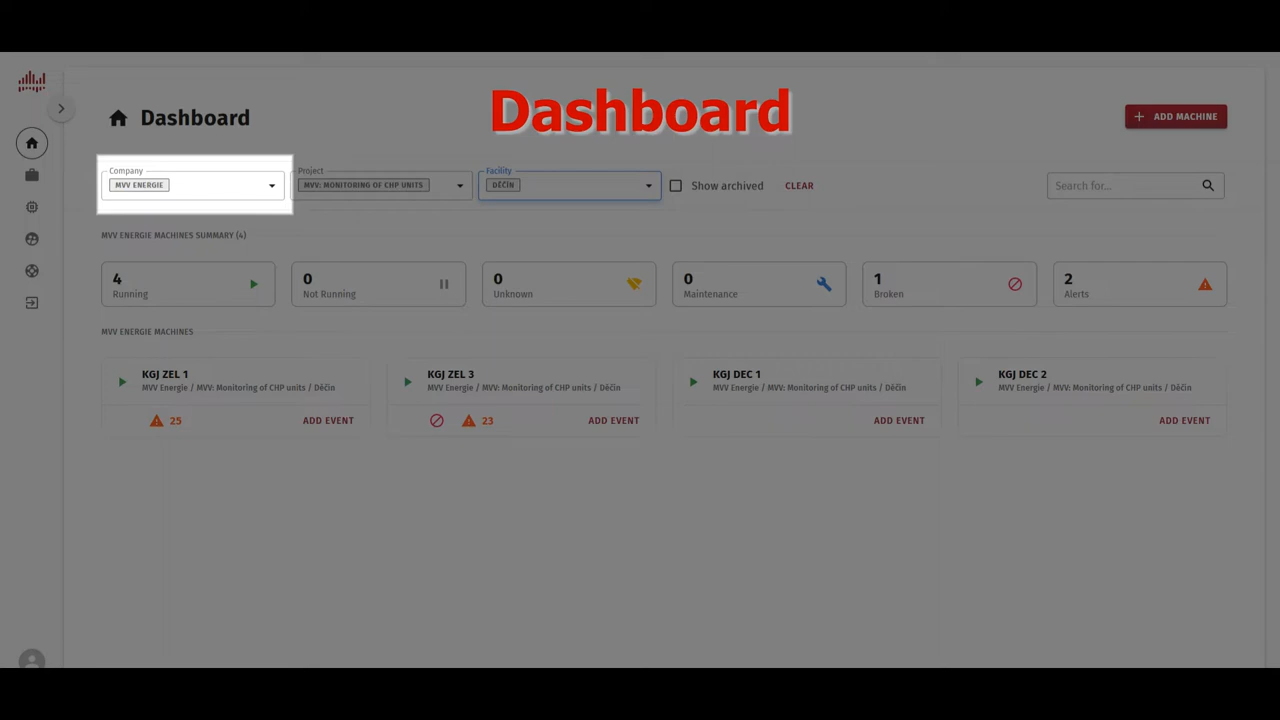 Dashboard
Dashboard
+ ADD MACHINE
Company
MVV ENERGIE
Project
MVV: MONITORING OF CHP UNITS
Facility
DĚČÍN
Show archived
CLEAR
Search for...
MVV ENERGIE MACHINES SUMMARY (4)
4
Running
0
Not Running
0
Unknown
0
Maintenance
1
Broken
2
Alerts
MVV ENERGIE MACHINES
KGJ ZEL 1
MVV Energie / MVV: Monitoring of CHP units / Děčín
25
ADD EVENT
KGJ ZEL 3
MVV Energie / MVV: Monitoring of CHP units / Děčín
23
ADD EVENT
KGJ DEC 1
MVV Energie / MVV: Monitoring of CHP units / Děčín
ADD EVENT
KGJ DEC 2
MVV Energie / MVV: Monitoring of CHP units / Děčín
ADD EVENT